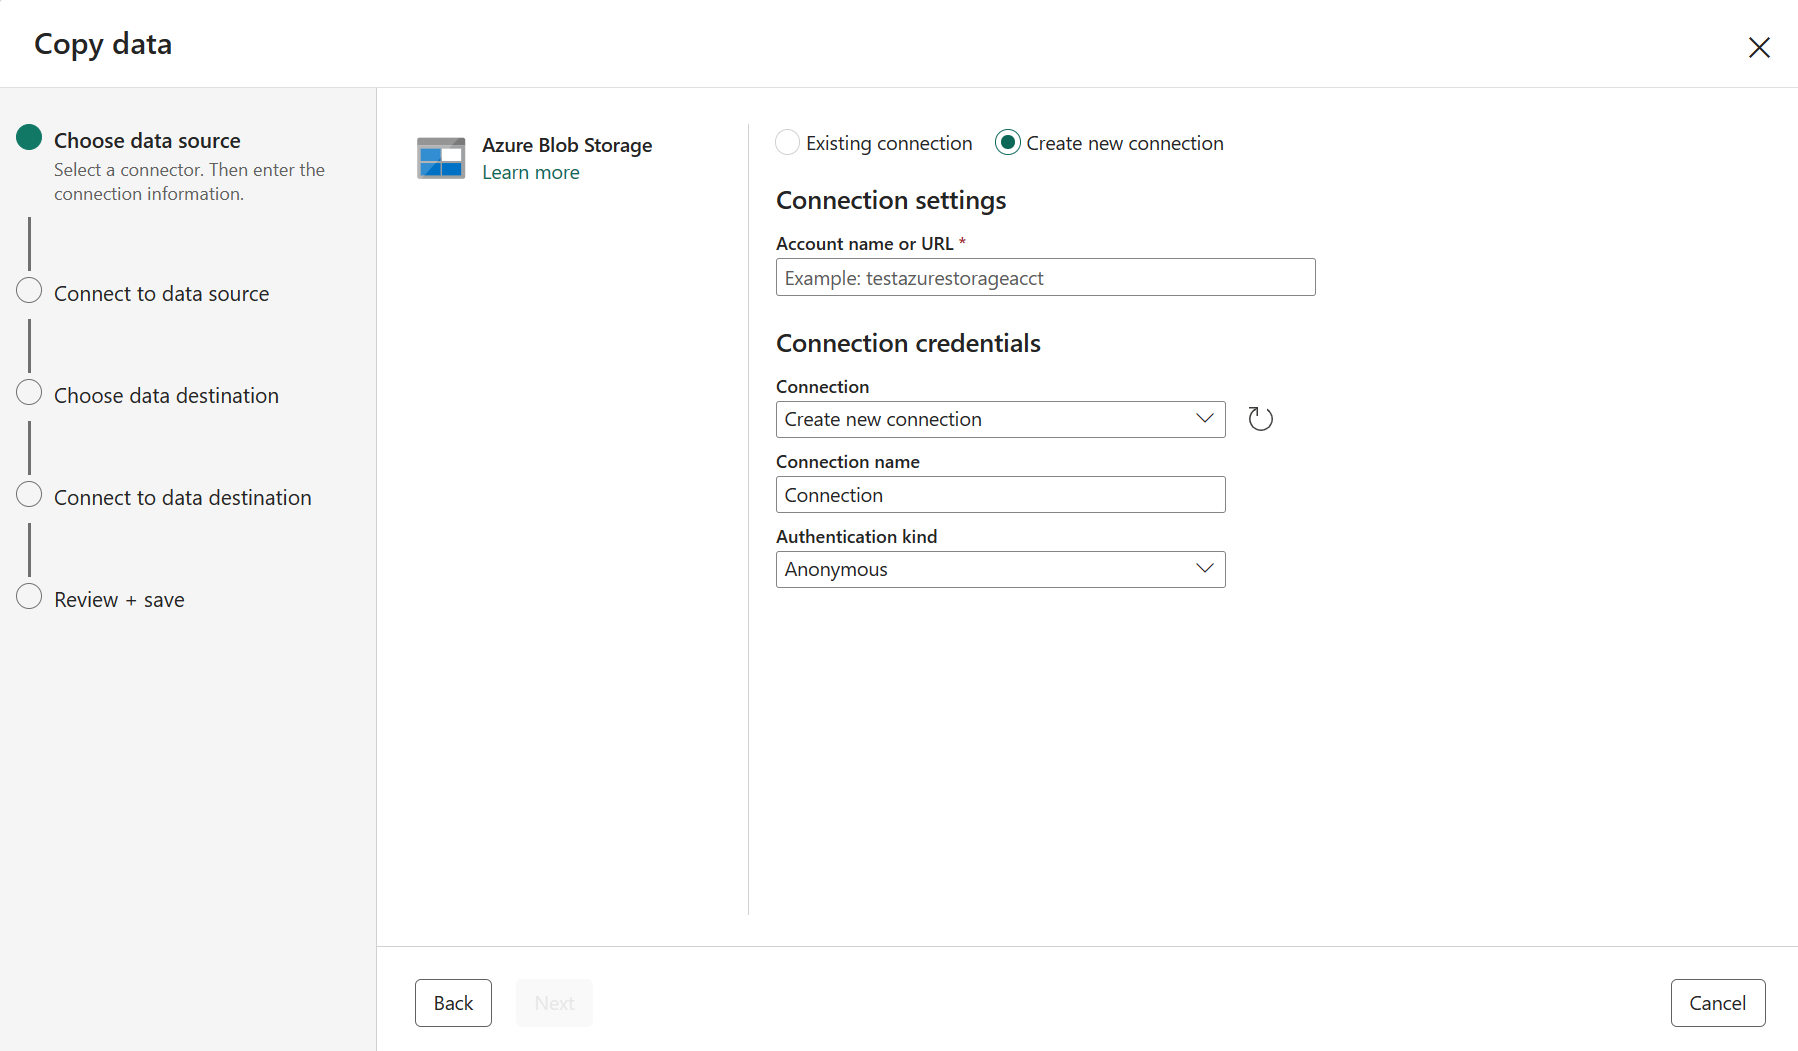 Copy data
Choose data source
Select a connector. Then enter the
connection information.
Connect to data source
Choose data destination
Connect to data destination
Review + save
Azure Blob Storage
Learn more
Existing connection
Create new connection
Connection settings
Account name or URL *
Example: testazurestorageacct
Connection credentials
Connection
Create new connection
Connection name
Connection
Authentication kind
Anonymous
Back
Next
Cancel